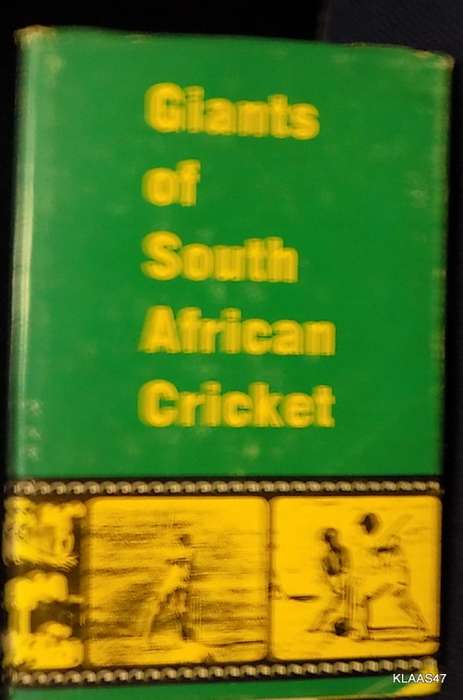 Giants
of
South
African
Cricket
KLAAS47